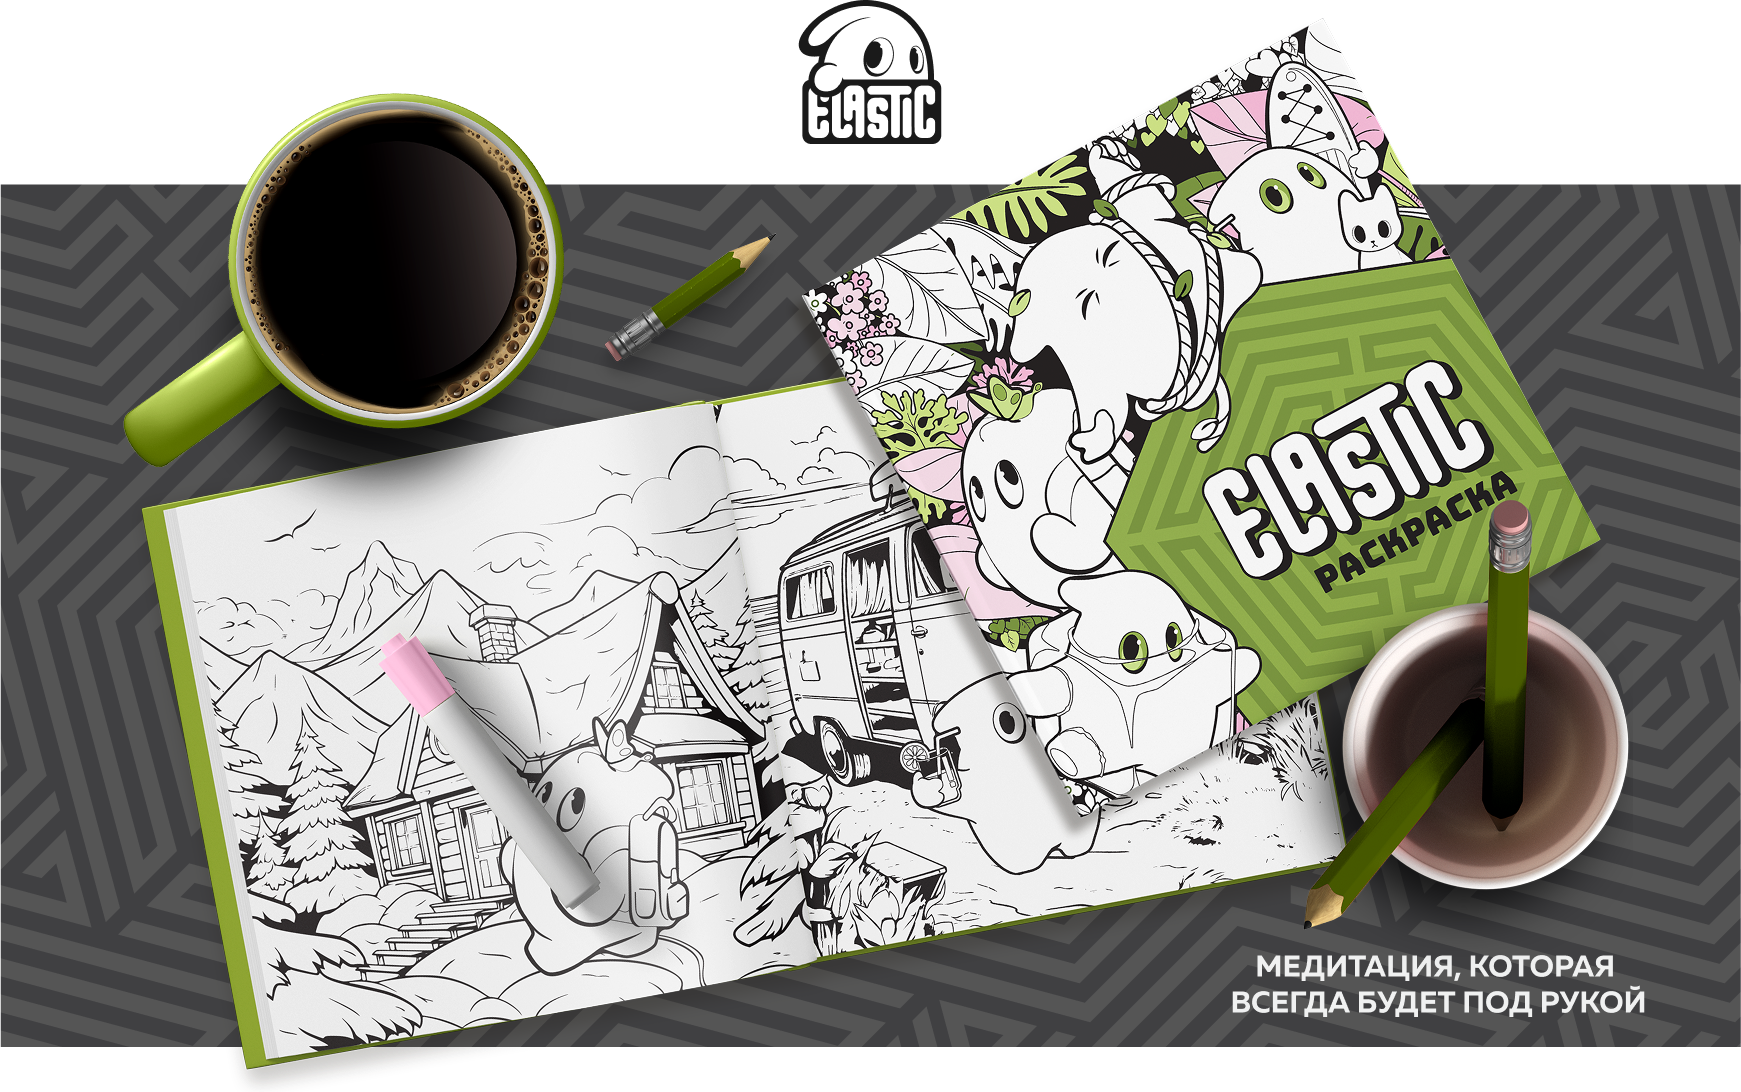 ELASTIC
ELASTIC
РАСКРАСКА
МЕДИТАЦИЯ, КОТОРАЯ
ВСЕГДА БУДЕТ ПОД РУКОЙ